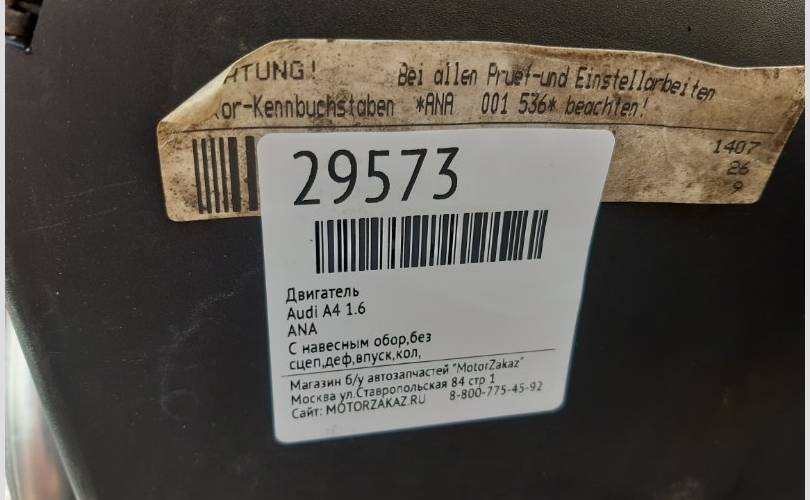 HTUNG! Bei allen Pruef-und Einstellarbeiten
or-Kennbuchstaben *ANA 001 536* beachten!
1407
26
9
29573
Двигатель
Audi A4 1.6
ANA
С навесным обор,без
сцеп,деф,впуск,кол,
Магазин б/у автозапчастей "MotorZakaz"
Москва ул.Ставропольская 84 стр 1
Сайт: MOTORZAKAZ.RU 8-800-775-45-92